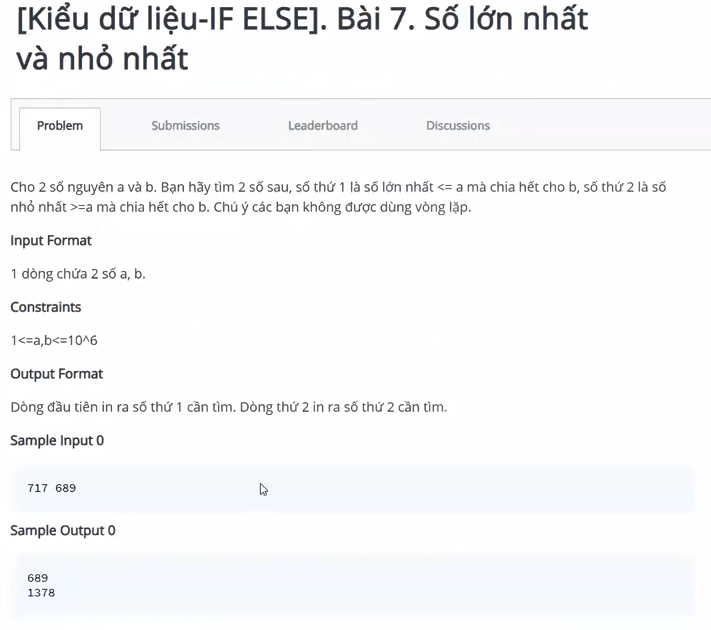 [Kiểu dữ liệu-IF ELSE]. Bài 7. Số lớn nhất
và nhỏ nhất
Problem
Submissions
Leaderboard
Discussions
Cho 2 số nguyên a và b. Bạn hãy tìm 2 số sau, số thứ 1 là số lớn nhất <= a mà chia hết cho b, số thứ 2 là số
nhỏ nhất >=a mà chia hết cho b. Chú ý các bạn không được dùng vòng lặp.
Input Format
1 dòng chứa 2 số a, b.
Constraints
1<=a,b<=10^6
Output Format
Dòng đầu tiên in ra số thứ 1 cần tìm. Dòng thứ 2 in ra số thứ 2 cần tìm.
Sample Input 0
717 689
Sample Output 0
689
1378